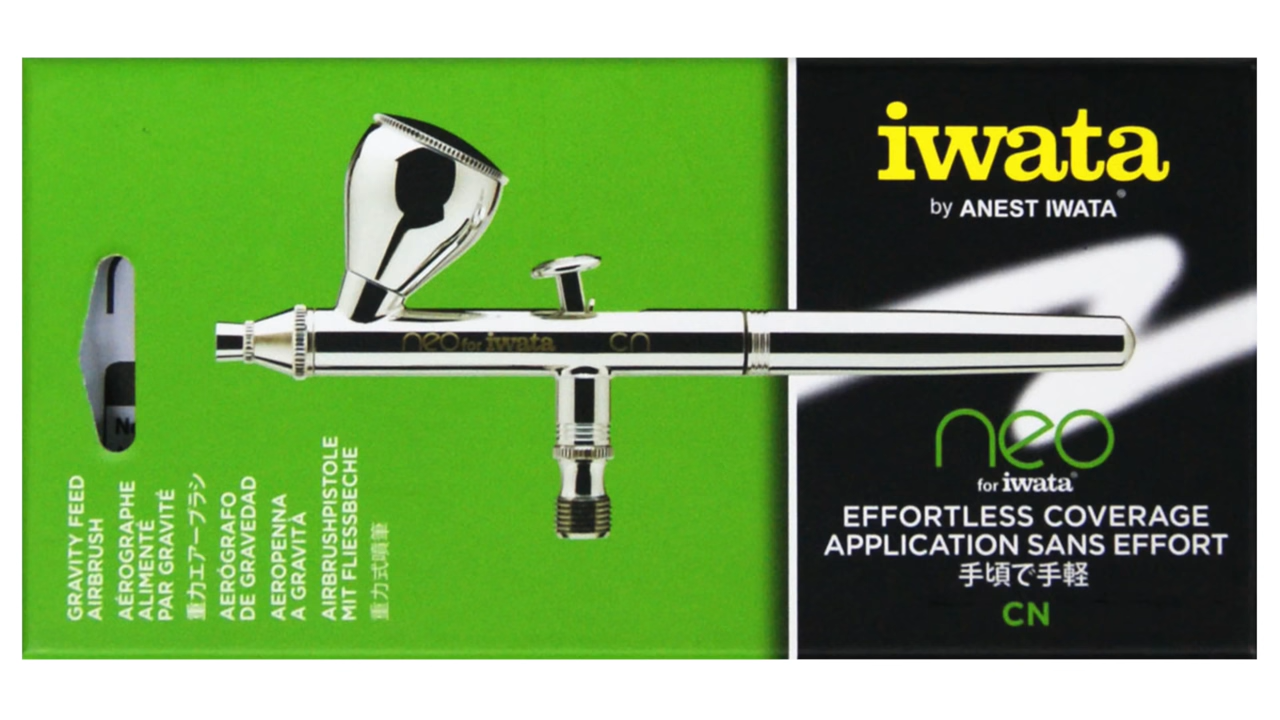 GRAVITY FEED
AIRBRUSH
AÉROGRAPHE
ALIMENTÉ
PAR GRAVITÉ
重力エアーブラシ
AERÓGRAFO
DE GRAVEDAD
AEROPENNA
A GRAVITÀ
AIRBRUSHPISTOLE
MIT FLIESSBECHE
重力式噴筆
neo for iwata CN
iwata
by ANEST IWATA®
neo
for iwata®
EFFORTLESS COVERAGE
APPLICATION SANS EFFORT
手頃で手軽
CN